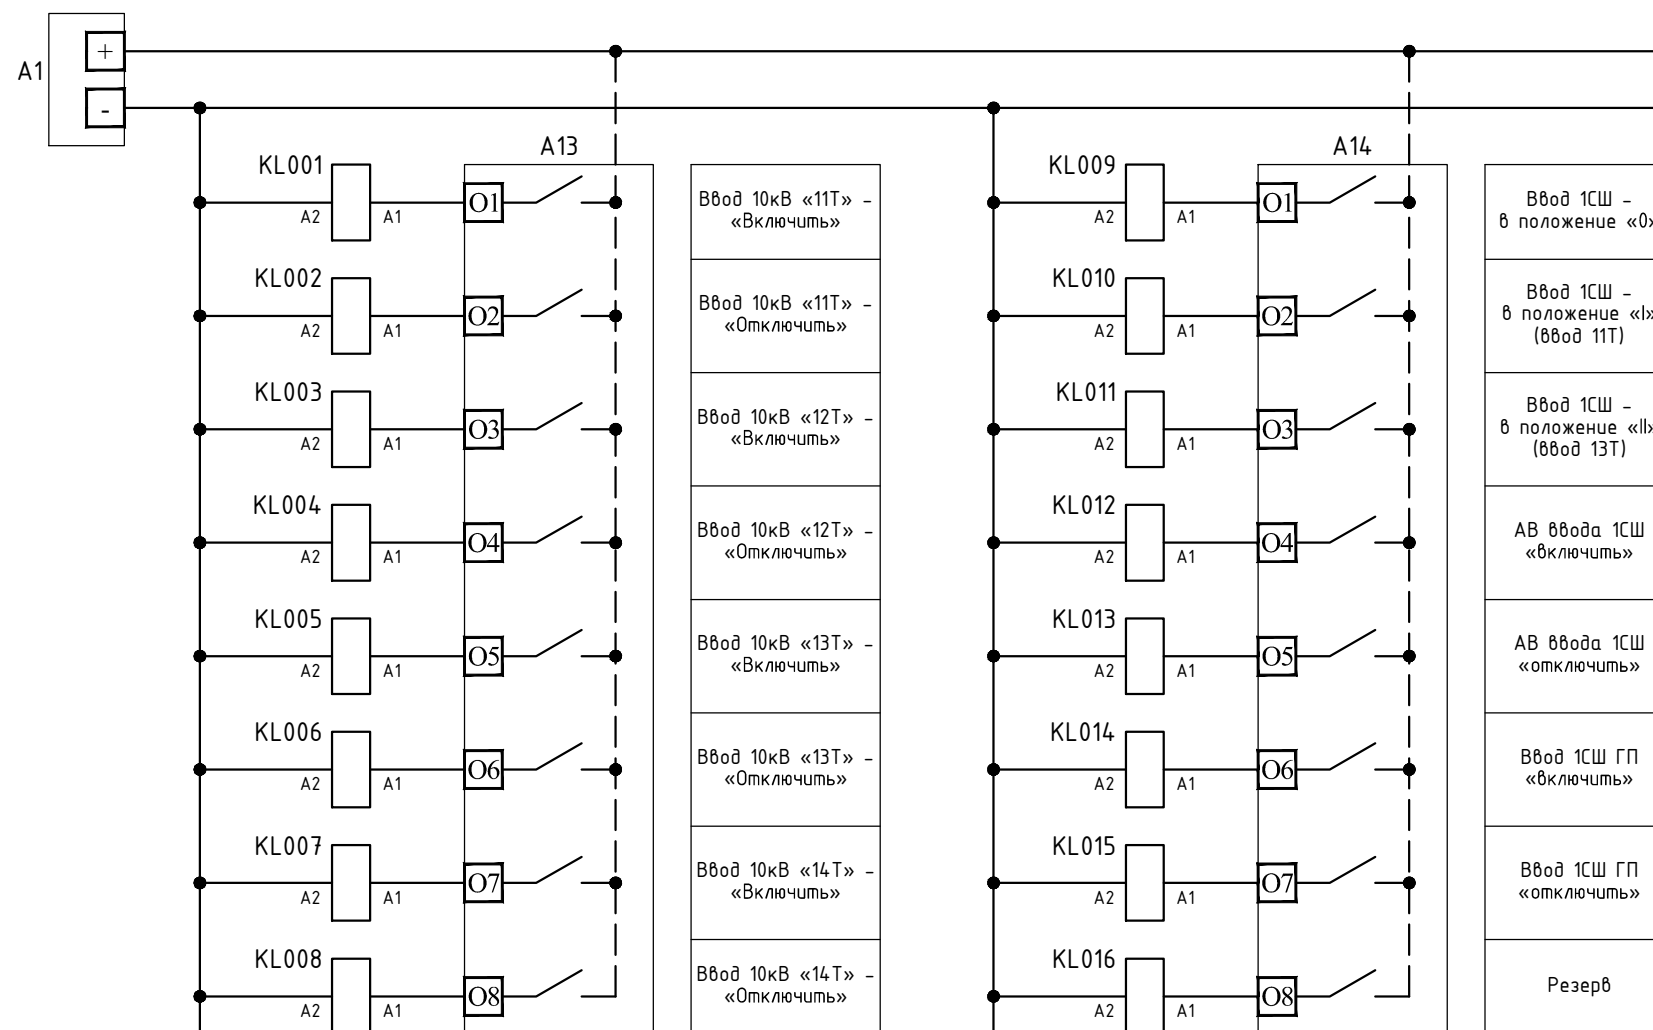 A1
+
-
A13
A14
KL001
A2
A1
O1
Ввод 10кВ «11Т» -
«Включить»
KL009
A2
A1
O1
Ввод 1СШ -
в положение «0»
KL002
A2
A1
O2
Ввод 10кВ «11Т» -
«Отключить»
KL010
A2
A1
O2
Ввод 1СШ -
в положение «I»
(ввод 11Т)
KL003
A2
A1
O3
Ввод 10кВ «12Т» -
«Включить»
KL011
A2
A1
O3
Ввод 1СШ -
в положение «II»
(ввод 13Т)
KL004
A2
A1
O4
Ввод 10кВ «12Т» -
«Отключить»
KL012
A2
A1
O4
АВ ввода 1СШ
«включить»
KL005
A2
A1
O5
Ввод 10кВ «13Т» -
«Включить»
KL013
A2
A1
O5
АВ ввода 1СШ
«отключить»
KL006
A2
A1
O6
Ввод 10кВ «13Т» -
«Отключить»
KL014
A2
A1
O6
Ввод 1СШ ГП
«включить»
KL007
A2
A1
O7
Ввод 10кВ «14Т» -
«Включить»
KL015
A2
A1
O7
Ввод 1СШ ГП
«отключить»
KL008
A2
A1
O8
Ввод 10кВ «14Т» -
«Отключить»
KL016
A2
A1
O8
Резерв